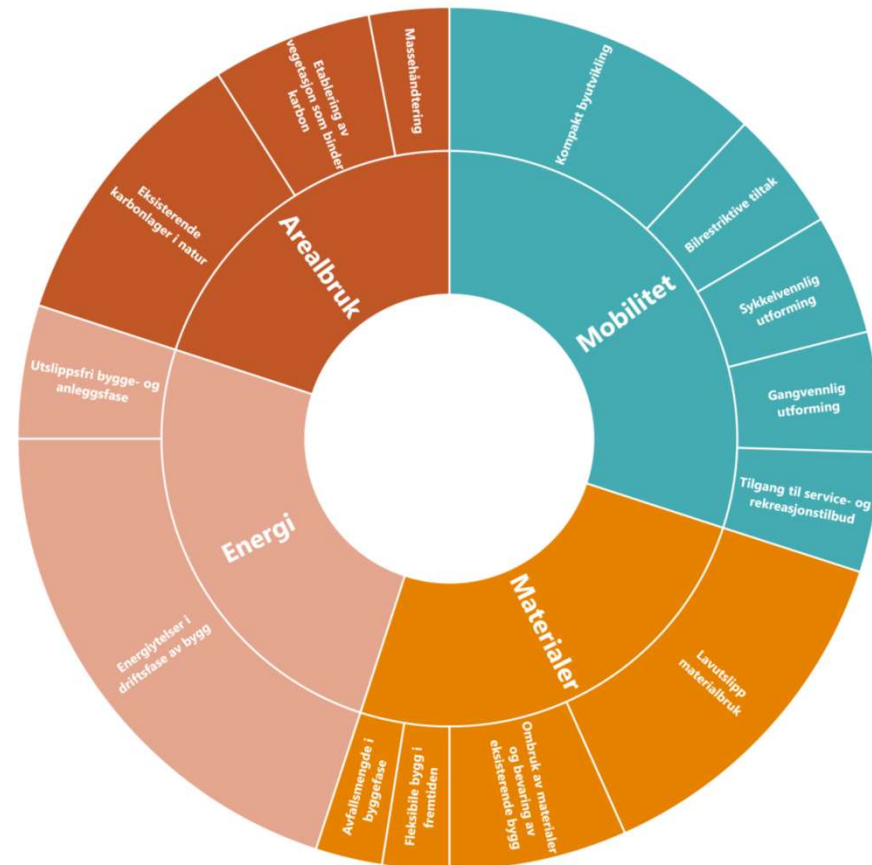 Mobilitet
Kompakt byutvikling
Bilrestriktive tiltak
Sykkelvennlig
utforming
Gangvennlig
utforming
Tilgang til service- og
rekreasjonstilbud
Materialer
Lavutslipp
materialbruk
Ombruk av materialer
og bevaring av
eksisterende bygg
Fleksibile bygg i
fremtiden
Avfallsmengde i
byggefase
Energi
Energiytelser i
driftsfase av bygg
Utslippsfri bygge- og
anleggsfase
Arealbruk
Eksisterende
karbonlager i natur
Etablering av
vegetasjon som binder
karbon
Massehåndtering